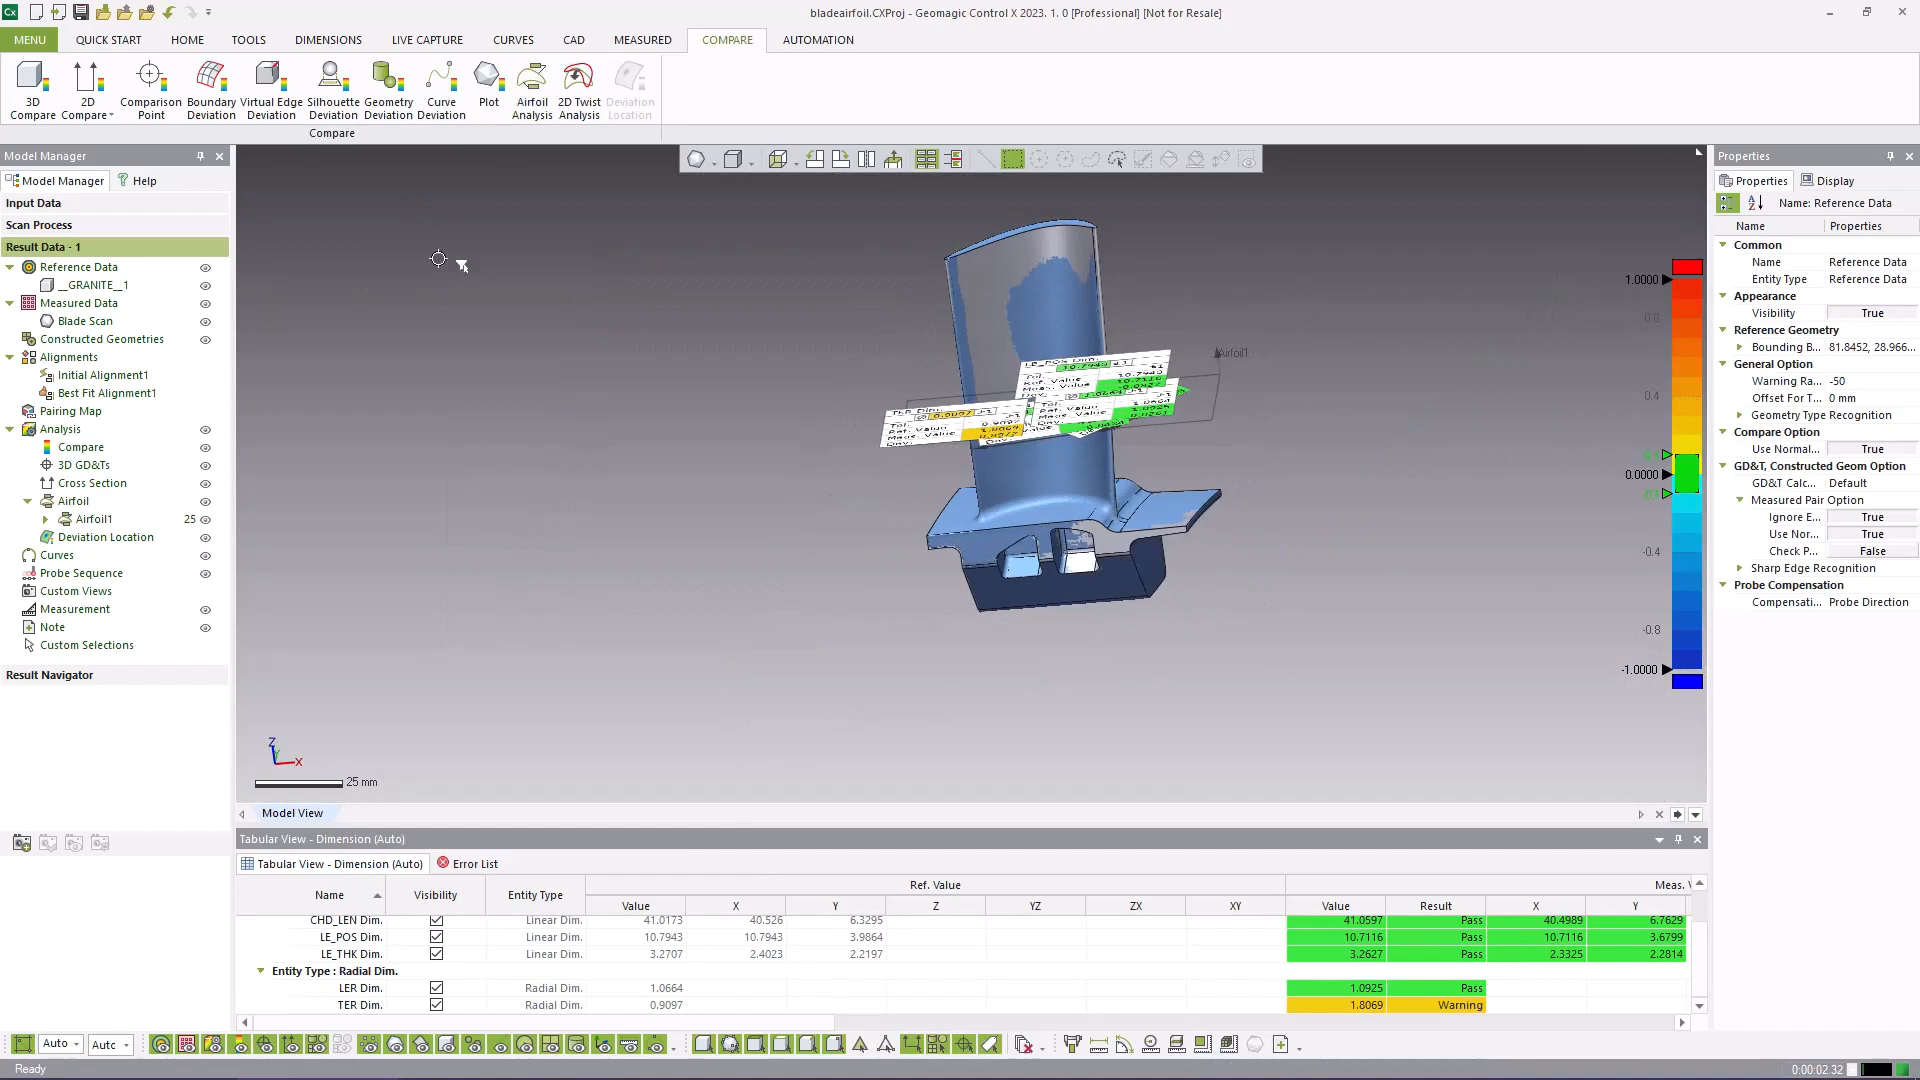 bladeairfoil.CXProj - Geomagic Control X 2023. 1. 0 [Professional] [Not for Resale]
MENU QUICK START HOME TOOLS DIMENSIONS LIVE CAPTURE CURVES CAD MEASURED COMPARE AUTOMATION
3D Compare
2D Compare
Comparison Point
Boundary Deviation
Virtual Edge Deviation
Silhouette Deviation
Geometry Deviation
Curve Deviation
Plot
Airfoil Analysis
2D Twist Analysis
Deviation Location
Compare
Model Manager
Model Manager Help
Input Data
Scan Process
Result Data - 1
Reference Data
__GRANITE__1
Measured Data
Blade Scan
Constructed Geometries
Alignments
Initial Alignment1
Best Fit Alignment1
Pairing Map
Analysis
Compare
3D GD&Ts
Cross Section
Airfoil
Airfoil1 25
Deviation Location
Curves
Probe Sequence
Custom Views
Measurement
Note
Custom Selections
Result Navigator
Airfoil1
LE_POS Dim.
TER Dim.
Z
X
25 mm
1.0000
0.8
0.4
0.0000
-0.4
-0.8
-1.0000
Model View
Tabular View - Dimension (Auto)
Tabular View - Dimension (Auto) Error List
Name Visibility Entity Type Ref. Value Meas. V
Value X Y Z YZ ZX XY Value Result X Y
CHD_LEN Dim. Linear Dim. 41.0173 40.526 6.3295 41.0597 Pass 40.4989 6.7629
LE_POS Dim. Linear Dim. 10.7943 10.7943 3.9864 10.7116 Pass 10.7116 3.6799
LE_THK Dim. Linear Dim. 3.2707 2.4023 2.2197 3.2627 Pass 2.3325 2.2814
Entity Type : Radial Dim.
LER Dim. Radial Dim. 1.0664 1.0925 Pass
TER Dim. Radial Dim. 0.9097 1.8069 Warning
Auto Autc
Ready
0:00:02.32
Properties
Properties Display
Name: Reference Data
Name Properties
Common
Name Reference Data
Entity Type Reference Data
Appearance
Visibility True
Reference Geometry
Bounding B... 81.8452, 28.966...
General Option
Warning Ra... -50
Offset For T... 0 mm
Geometry Type Recognition
Compare Option
Use Normal... True
GD&T, Constructed Geom Option
GD&T Calc... Default
Measured Pair Option
Ignore E... True
Use Nor... True
Check P... False
Sharp Edge Recognition
Probe Compensation
Compensati... Probe Direction